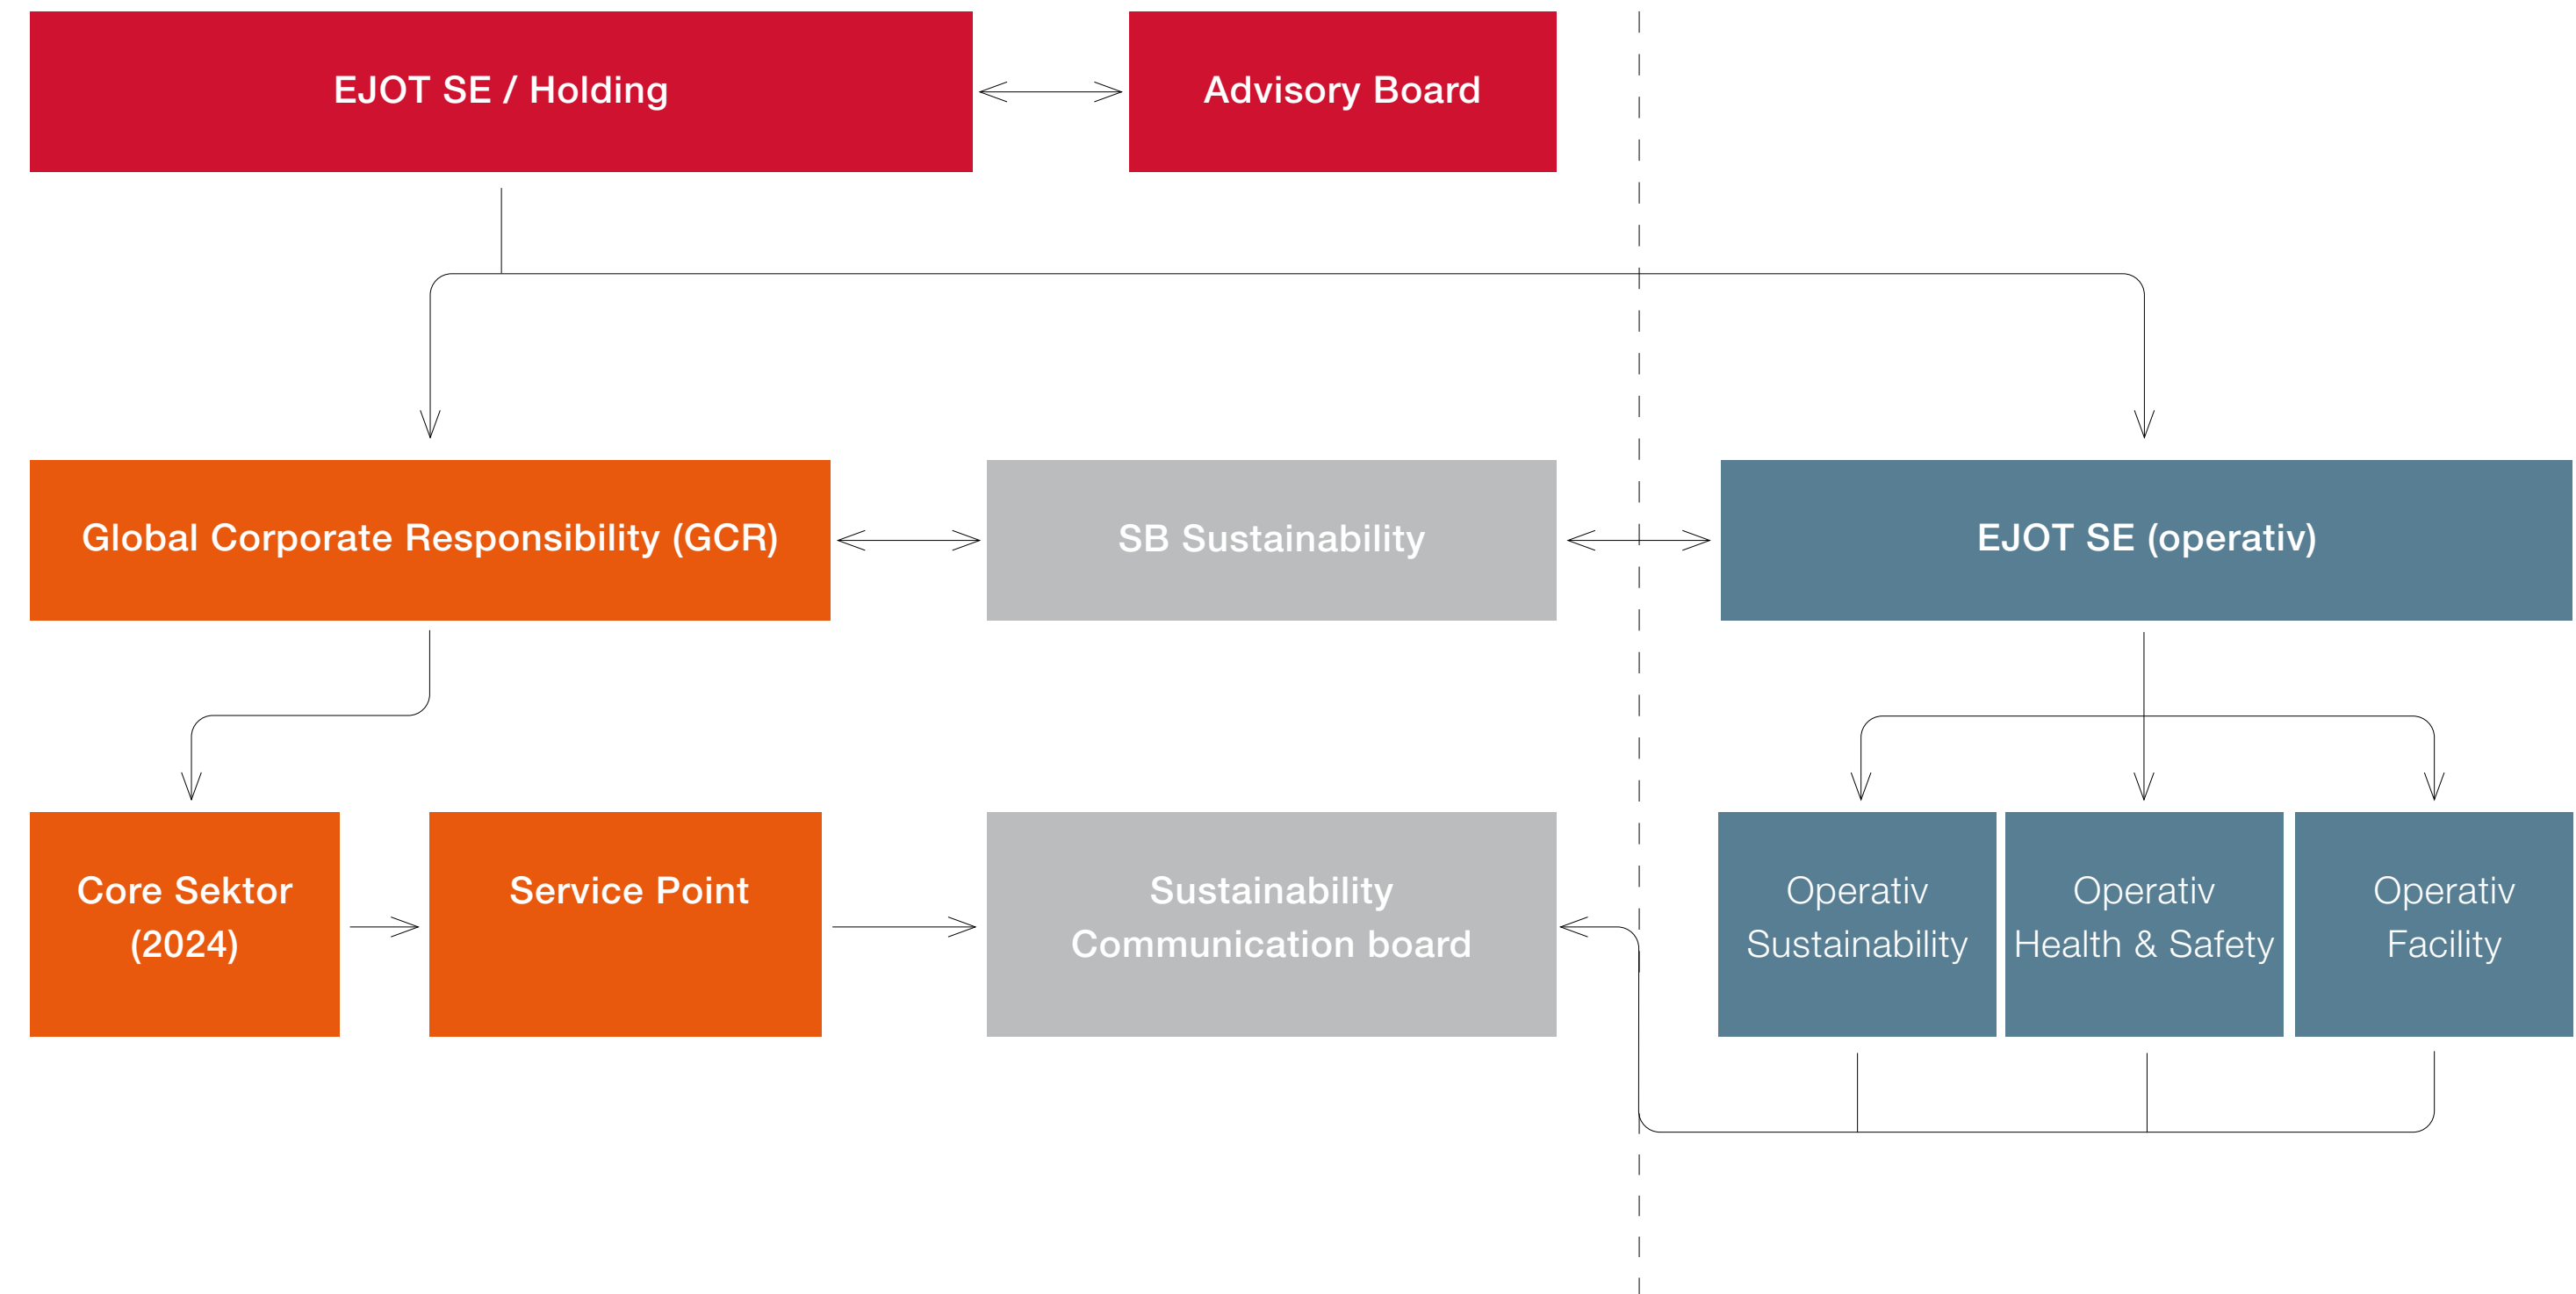 EJOT SE / Holding
Advisory Board
Global Corporate Responsibility (GCR)
SB Sustainability
EJOT SE (operativ)
Core Sektor
(2024)
Service Point
Sustainability
Communication board
Operativ
Sustainability
Operativ
Health & Safety
Operativ
Facility